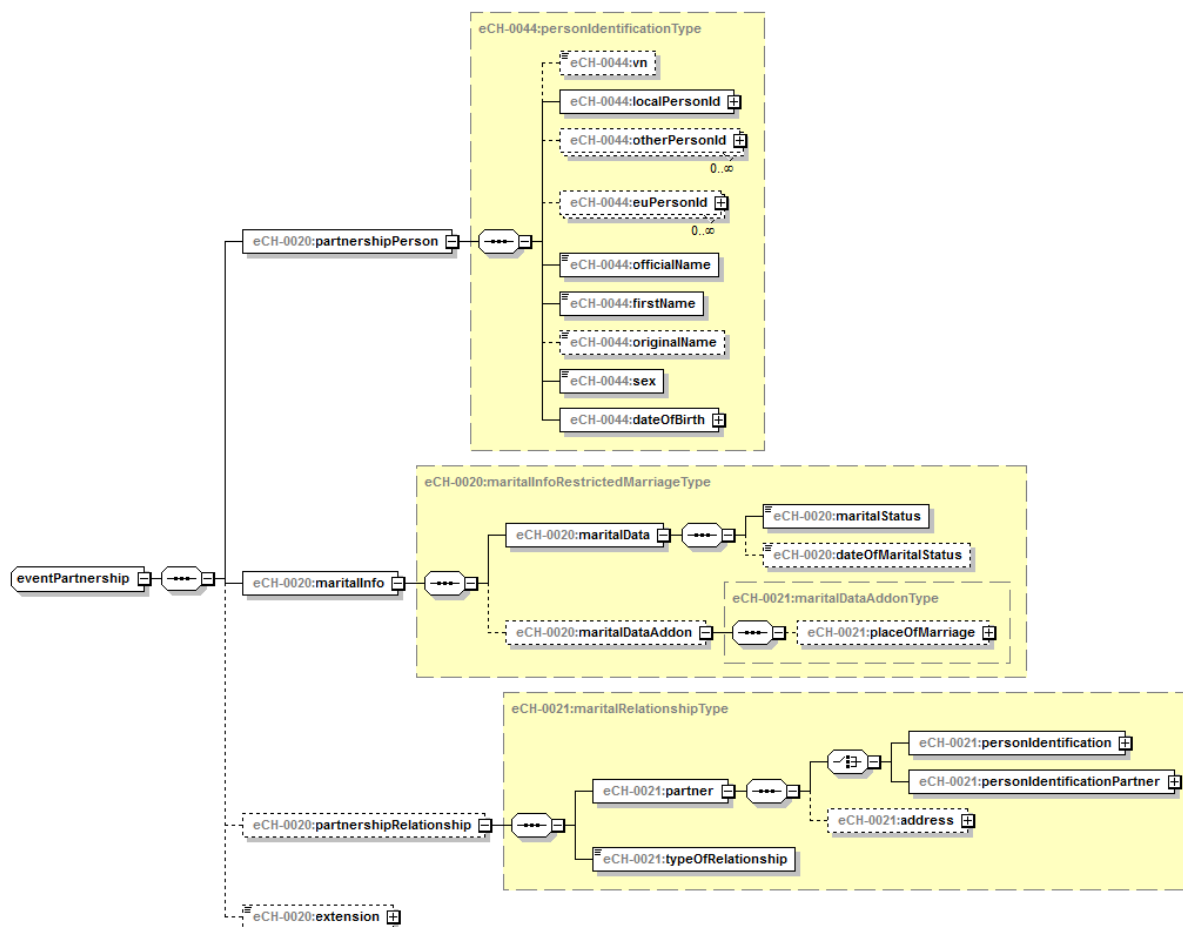 eCH-0044:personIdentificationType
eCH-0044:vn
eCH-0044:localPersonId
eCH-0044:otherPersonId
0..∞
eCH-0044:euPersonId
0..∞
eCH-0020:partnershipPerson
eCH-0044:officialName
eCH-0044:firstName
eCH-0044:originalName
eCH-0044:sex
eCH-0044:dateOfBirth
eCH-0020:maritalInfoRestrictedMarriageType
eCH-0020:maritalStatus
eCH-0020:maritalData
eCH-0020:dateOfMaritalStatus
eventPartnership
eCH-0020:maritalInfo
eCH-0021:maritalDataAddonType
eCH-0020:maritalDataAddon
eCH-0021:placeOfMarriage
eCH-0021:maritalRelationshipType
eCH-0021:personIdentification
eCH-0021:partner
eCH-0021:personIdentificationPartner
eCH-0021:address
eCH-0020:partnershipRelationship
eCH-0021:typeOfRelationship
eCH-0020:extension